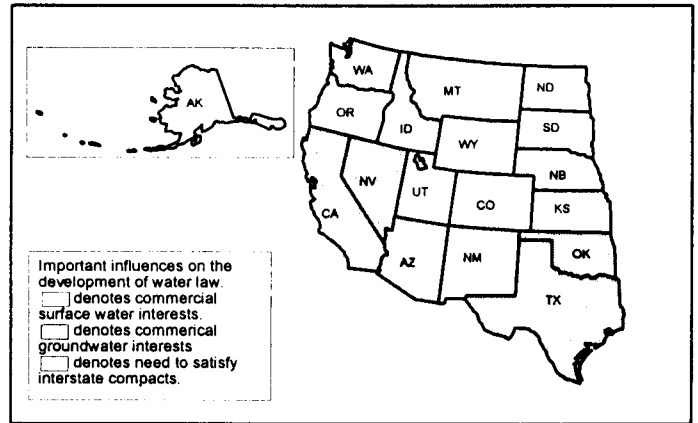 WA
MT
ND
AK
OR
ID
SD
WY
NB
NV
UT
CO
KS
CA
AZ
NM
OK
TX
Important influences on the
development of water law.
denotes commercial
surface water interests.
denotes commerical
groundwater interests
denotes need to satisfy
interstate compacts.